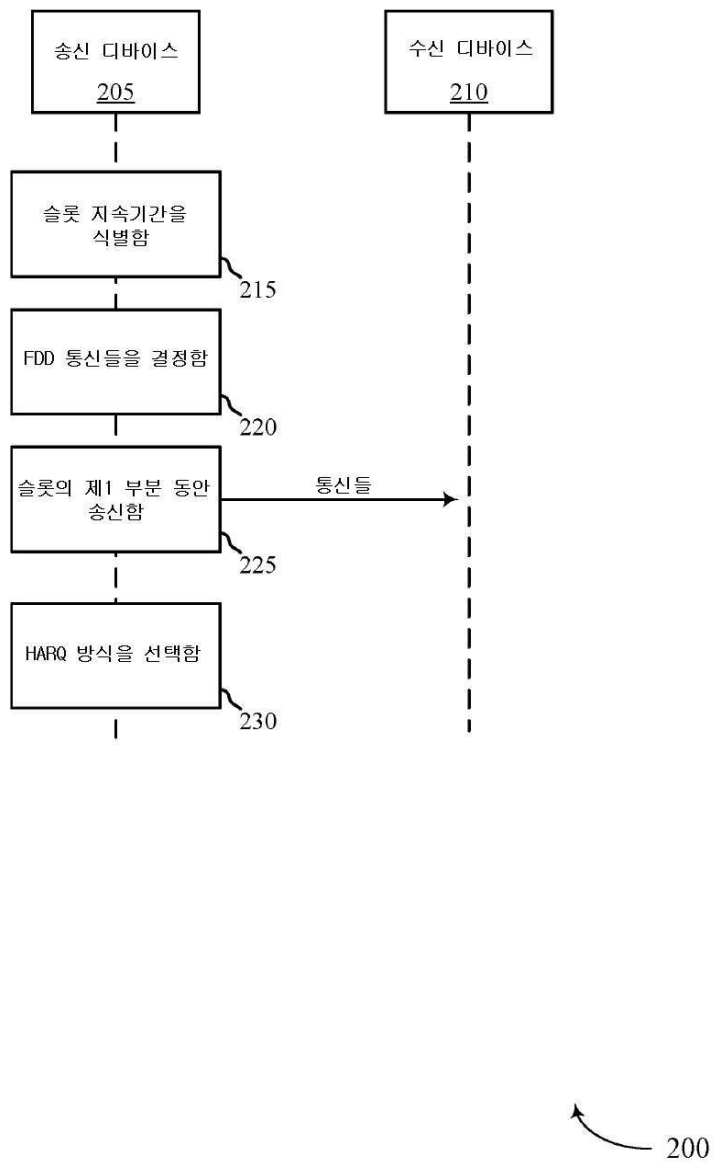 송신 디바이스
205
수신 디바이스
210
슬롯 지속기간을
식별함
215
FDD 통신들을 결정함
220
슬롯의 제1 부분 동안
송신함
225
통신들
HARQ 방식을 선택함
230
200